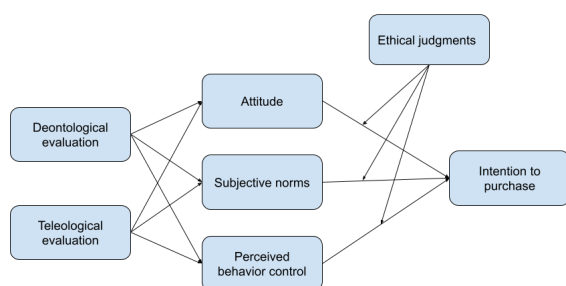 Ethical judgments
Attitude
Deontological
evaluation
Subjective norms
Intention to
purchase
Teleological
evaluation
Perceived
behavior control